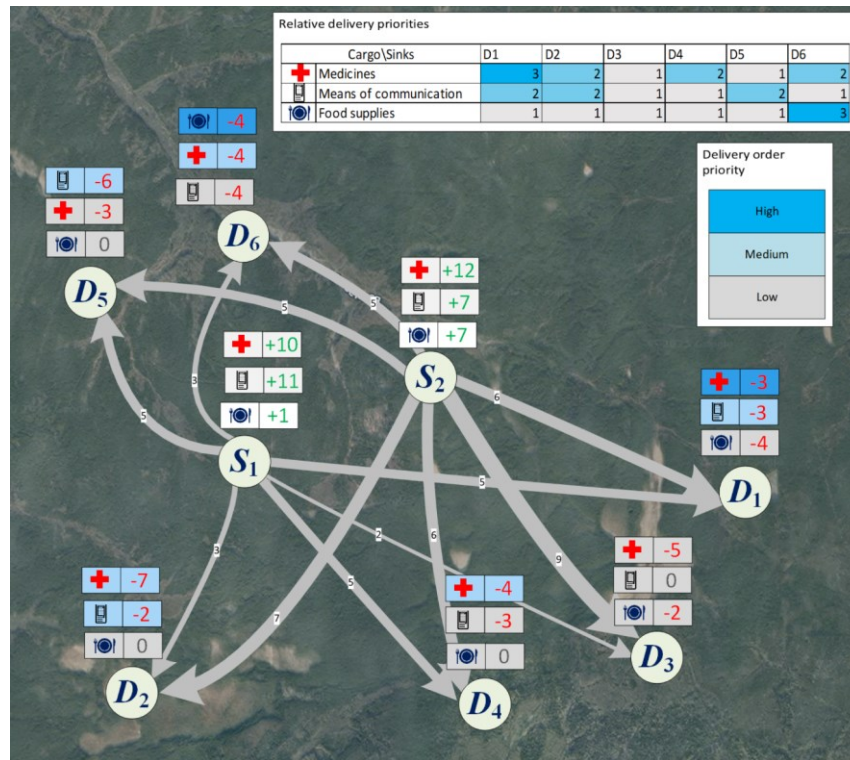 Relative delivery priorities
Cargo\Sinks D1 D2 D3 D4 D5 D6
Medicines 3 2 1 2 1 2
Means of communication 2 2 1 1 2 1
Food supplies 1 1 1 1 1 3
Delivery order
priority
High
Medium
Low
-4
-4
-4
D6
-6
-3
0
D5
+12
+7
+7
S2
+10
+11
+1
S1
-3
-3
-4
D1
-5
0
-2
D3
-4
-3
0
D4
-7
-2
0
D2
5
5
3
5
6
5
2
3
5
6
9
7